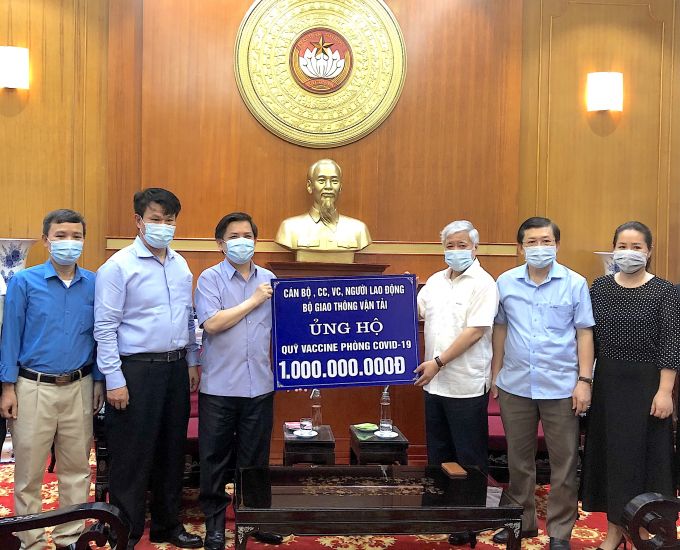 CÁN BỘ, CC, VC, NGƯỜI LAO ĐỘNG
BỘ GIAO THÔNG VẬN TẢI
ỦNG HỘ
QUỸ VACCINE PHÒNG COVID-19
1.000.000.000Đ